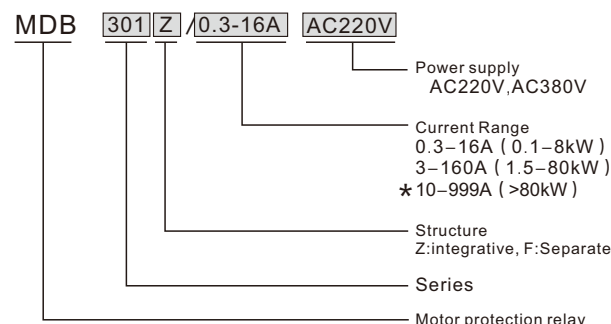 MDB 301 Z /0.3-16A AC220V
Power supply
AC220V,AC380V
Current Range
0.3–16A ( 0.1–8kW )
3–160A ( 1.5–80kW )
*10–999A ( >80kW )
Structure
Z:integrative, F:Separate
Series
Motor protection relay